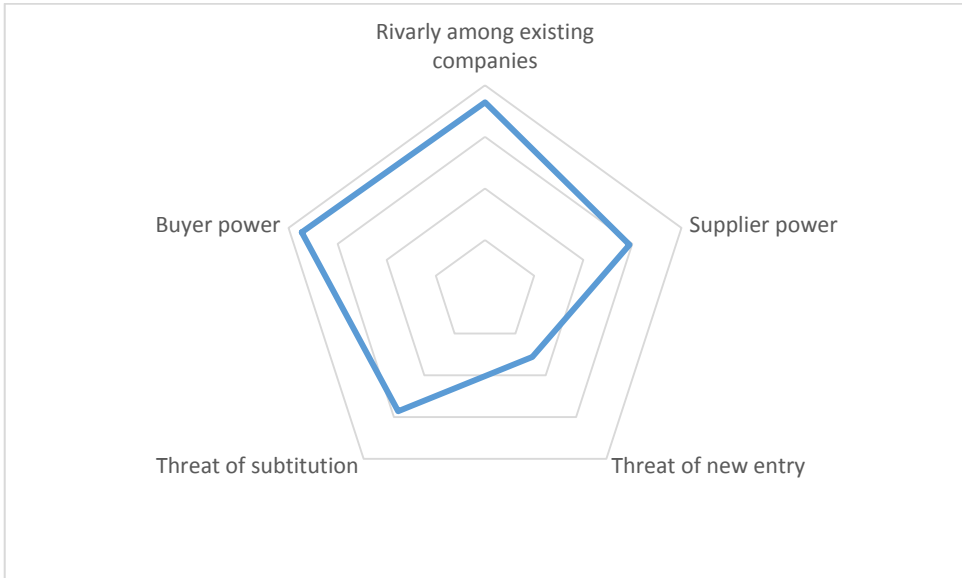 Rivarly among existing
companies
Buyer power
Supplier power
Threat of subtitution
Threat of new entry